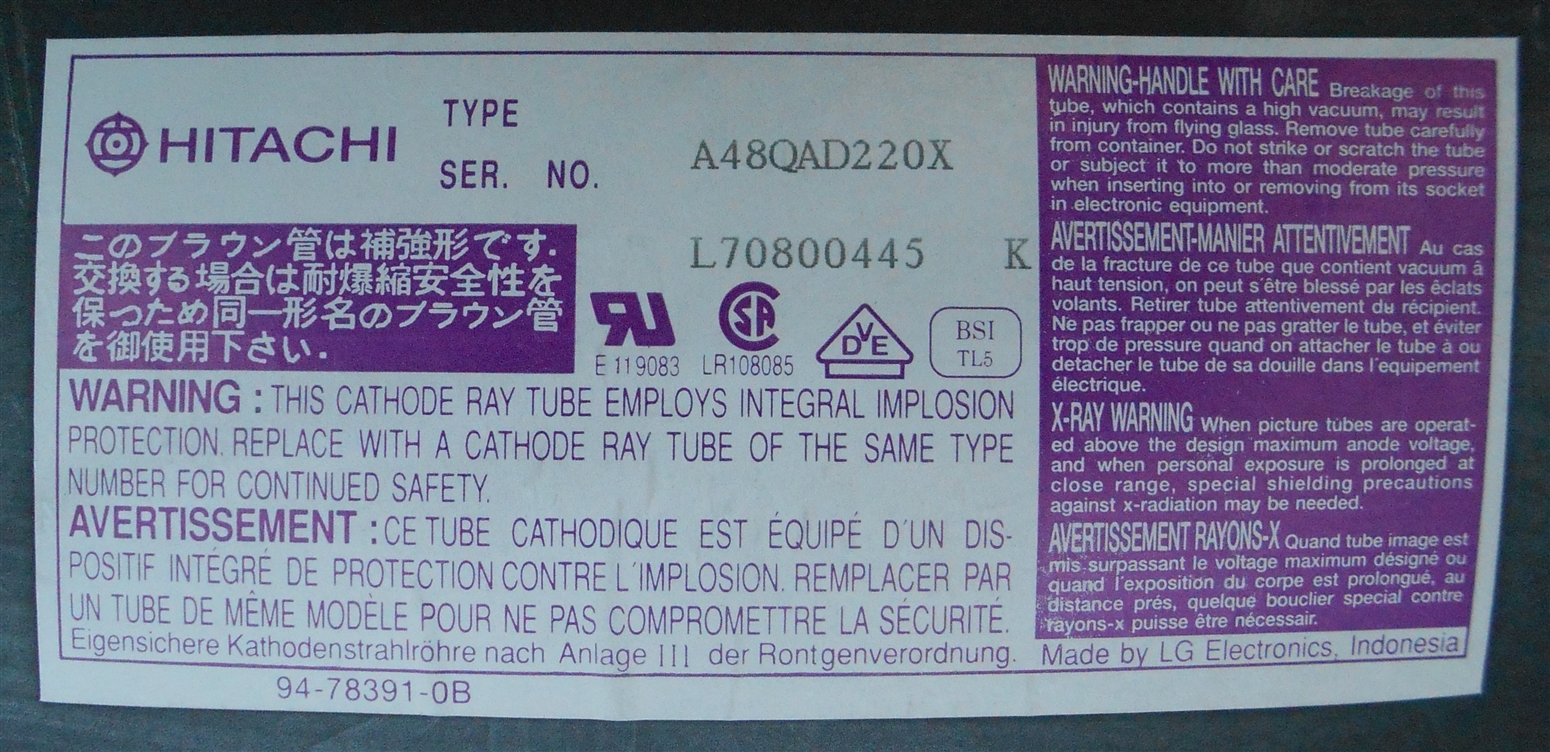 HITACHI
TYPE
A48QAD220X
SER. NO.
L70800445 K
このブラウン管は補強形です.
交換する場合は耐爆縮安全性を
保つため同一形名のブラウン管
を御使用下さい.
E 119083
SA
LR108085
DVE
BSI
TL5
WARNING : THIS CATHODE RAY TUBE EMPLOYS INTEGRAL IMPLOSION
PROTECTION. REPLACE WITH A CATHODE RAY TUBE OF THE SAME TYPE
NUMBER FOR CONTINUED SAFETY.
AVERTISSEMENT : CE TUBE CATHODIQUE EST ÉQUIPÉ D'UN DIS-
POSITIF INTÉGRÉ DE PROTECTION CONTRE L'IMPLOSION. REMPLACER PAR
UN TUBE DE MÊME MODÈLE POUR NE PAS COMPROMETTRE LA SÉCURITÉ.
Eigensichere Kathodenstrahlröhre nach Anlage III der Rontgenverordnung.
94-78391-0B
WARNING-HANDLE WITH CARE Breakage of this
tube, which contains a high vacuum, may result
in injury from flying glass. Remove tube carefully
from container. Do not strike or scratch the tube
or subject it to more than moderate pressure
when inserting into or removing from its socket
in electronic equipment.
AVERTISSEMENT-MANIER ATTENTIVEMENT Au cas
de la fracture de ce tube que contient vacuum à
haut tension, on peut s'être blessé par les éclats
volants. Retirer tube attentivement du récipient.
Ne pas frapper ou ne pas gratter le tube, et éviter
trop de pressure quand on attacher le tube à ou
detacher le tube de sa douille dans l'equipement
électrique.
X-RAY WARNING When picture tubes are operat-
ed above the design maximum anode voltage,
and when personal exposure is prolonged at
close range, special shielding precautions
against x-radiation may be needed.
AVERTISSEMENT RAYONS-X Quand tube image est
mis surpassant le voltage maximum désigné ou
quand l'exposition du corpe est prolongué, au
distance prés, quelque bouclier special contre
rayons-x puisse être nécessair.
Made by LG Electronics, Indonesia